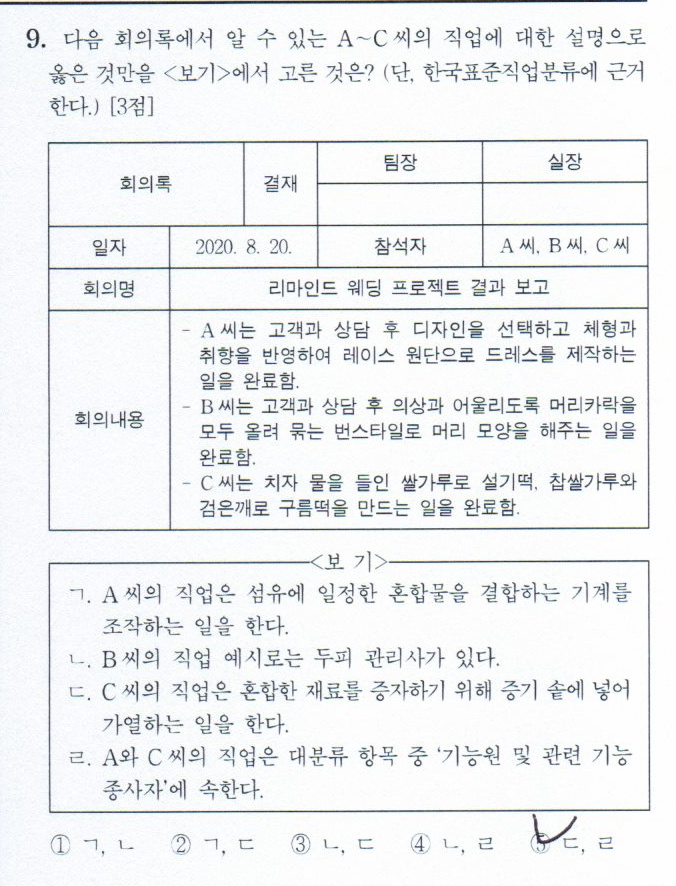 9. 다음 회의록에서 알 수 있는 A~C 씨의 직업에 대한 설명으로
옳은 것만을 <보기>에서 고른 것은? (단, 한국표준직업분류에 근거
한다.) [3점]
회의록 결재 팀장 실장
일자 2020. 8. 20. 참석자 A 씨, B 씨, C 씨
회의명 리마인드 웨딩 프로젝트 결과 보고
회의내용
- A 씨는 고객과 상담 후 디자인을 선택하고 체형과
취향을 반영하여 레이스 원단으로 드레스를 제작하는
일을 완료함.
- B 씨는 고객과 상담 후 의상과 어울리도록 머리카락을
모두 올려 묶는 번스타일로 머리 모양을 해주는 일을
완료함.
- C 씨는 치자 물을 들인 쌀가루로 설기떡, 찹쌀가루와
검은깨로 구름떡을 만드는 일을 완료함.
<보 기>
ㄱ. A 씨의 직업은 섬유에 일정한 혼합물을 결합하는 기계를
조작하는 일을 한다.
ㄴ. B 씨의 직업 예시로는 두피 관리사가 있다.
ㄷ. C 씨의 직업은 혼합한 재료를 증자하기 위해 증기 솥에 넣어
가열하는 일을 한다.
ㄹ. A와 C 씨의 직업은 대분류 항목 중 '기능원 및 관련 기능
종사자'에 속한다.
① ㄱ, ㄴ ② ㄱ, ㄷ ③ ㄴ, ㄷ ④ ㄴ, ㄹ ⑤ ㄷ, ㄹ